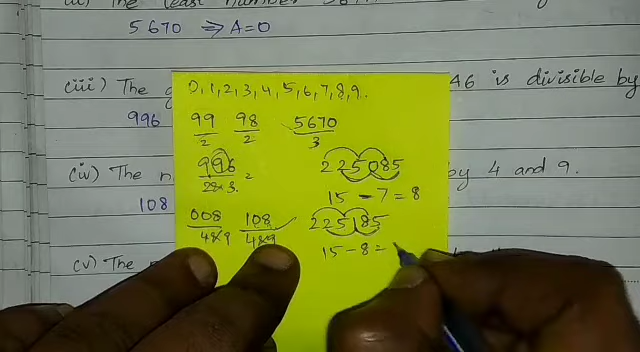 5670 ⇒ A=0
(iii) The
A6 is divisible by
996
0,1,2,3,4,5,6,7,8,9.
99/2 98/2 5670/3
996/2&3 =
225085
15 - 7 = 8
(iv) The n
by 4 and 9.
108
008/4&9 108/4&9
225185
15 - 8 =
(v) The